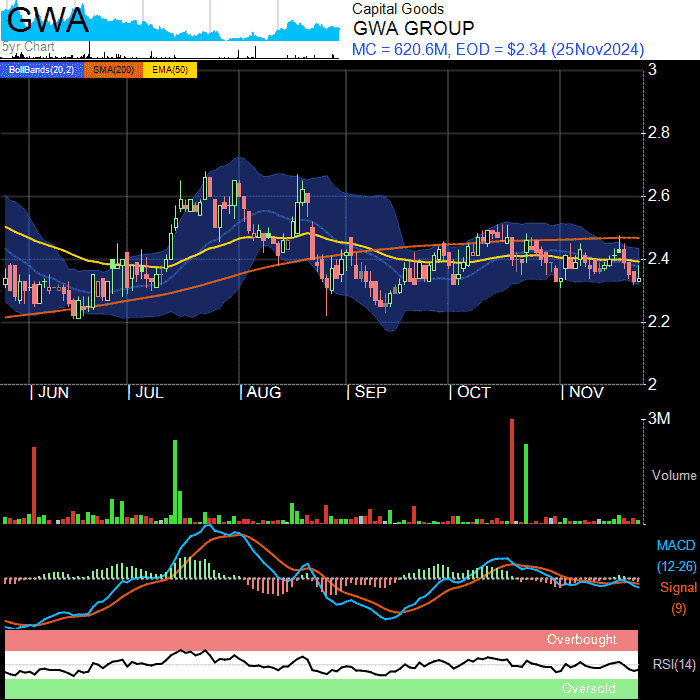 GWA
5yr Chart
Capital Goods
GWA GROUP
MC = 620.6M, EOD = $2.34 (25Nov2024)
BollBands(20,2) SMA(200) EMA(50)
3
2.8
2.6
2.4
2.2
2
JUN JUL AUG SEP OCT NOV
3M
Volume
MACD
(12-26)
Signal
(9)
Overbought
RSI(14)
Oversold